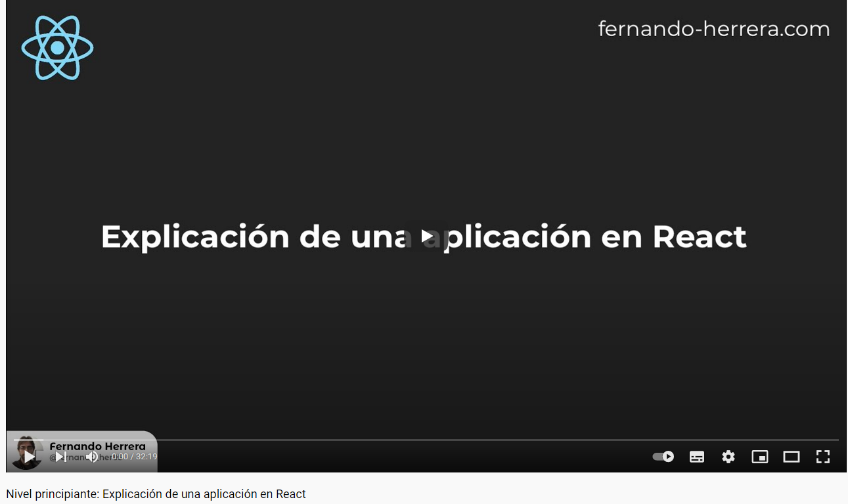 fernando-herrera.com
Explicación de una aplicación en React
Fernando Herrera
0:00 / 32:19
Nivel principiante: Explicación de una aplicación en React